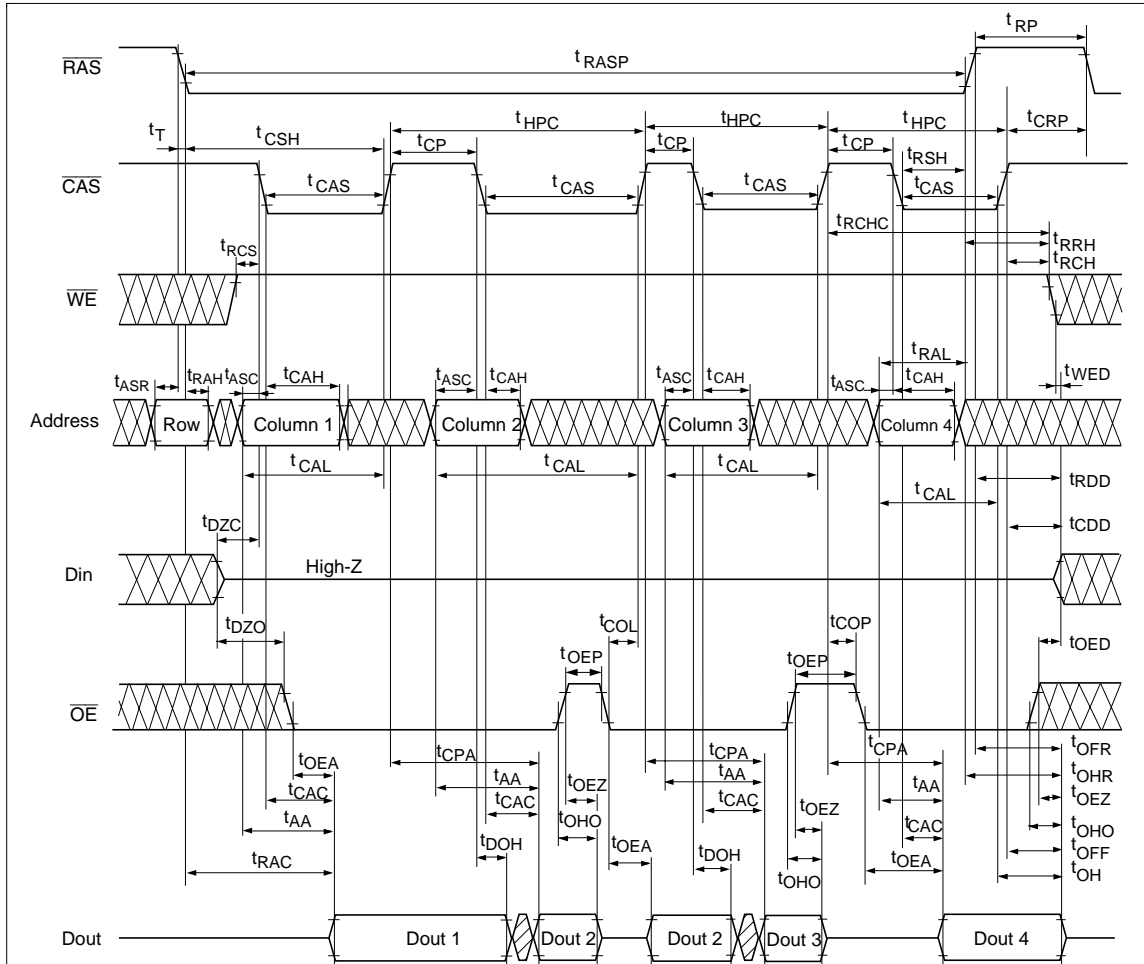 t RP
RAS
t RASP
t T
t CSH
t HPC
t HPC
t HPC
t CP
t CP
t CP
t CRP
t RSH
CAS
t CAS
t CAS
t CAS
t CAS
t RCHC
t RCS
t RRH
t RCH
WE
t RAL
t ASR
t RAH
t ASC
t CAH
t ASC
t CAH
t ASC
t CAH
t ASC
t CAH
t WED
Address
Row
Column 1
Column 2
Column 3
Column 4
t CAL
t CAL
t CAL
t CAL
t RDD
t DZC
t CDD
Din
High-Z
t DZO
t COL
t COP
t OED
t OEP
t OEP
OE
t OEA
t CPA
t CPA
t CPA
t OFR
t CAC
t AA
t OEZ
t AA
t OEZ
t AA
t OHR
t AA
t CAC
t OHO
t CAC
t CAC
t OEZ
t RAC
t DOH
t OEA
t DOH
t OHO
t OEA
t OHO
t OFF
t OH
Dout
Dout 1
Dout 2
Dout 2
Dout 3
Dout 4